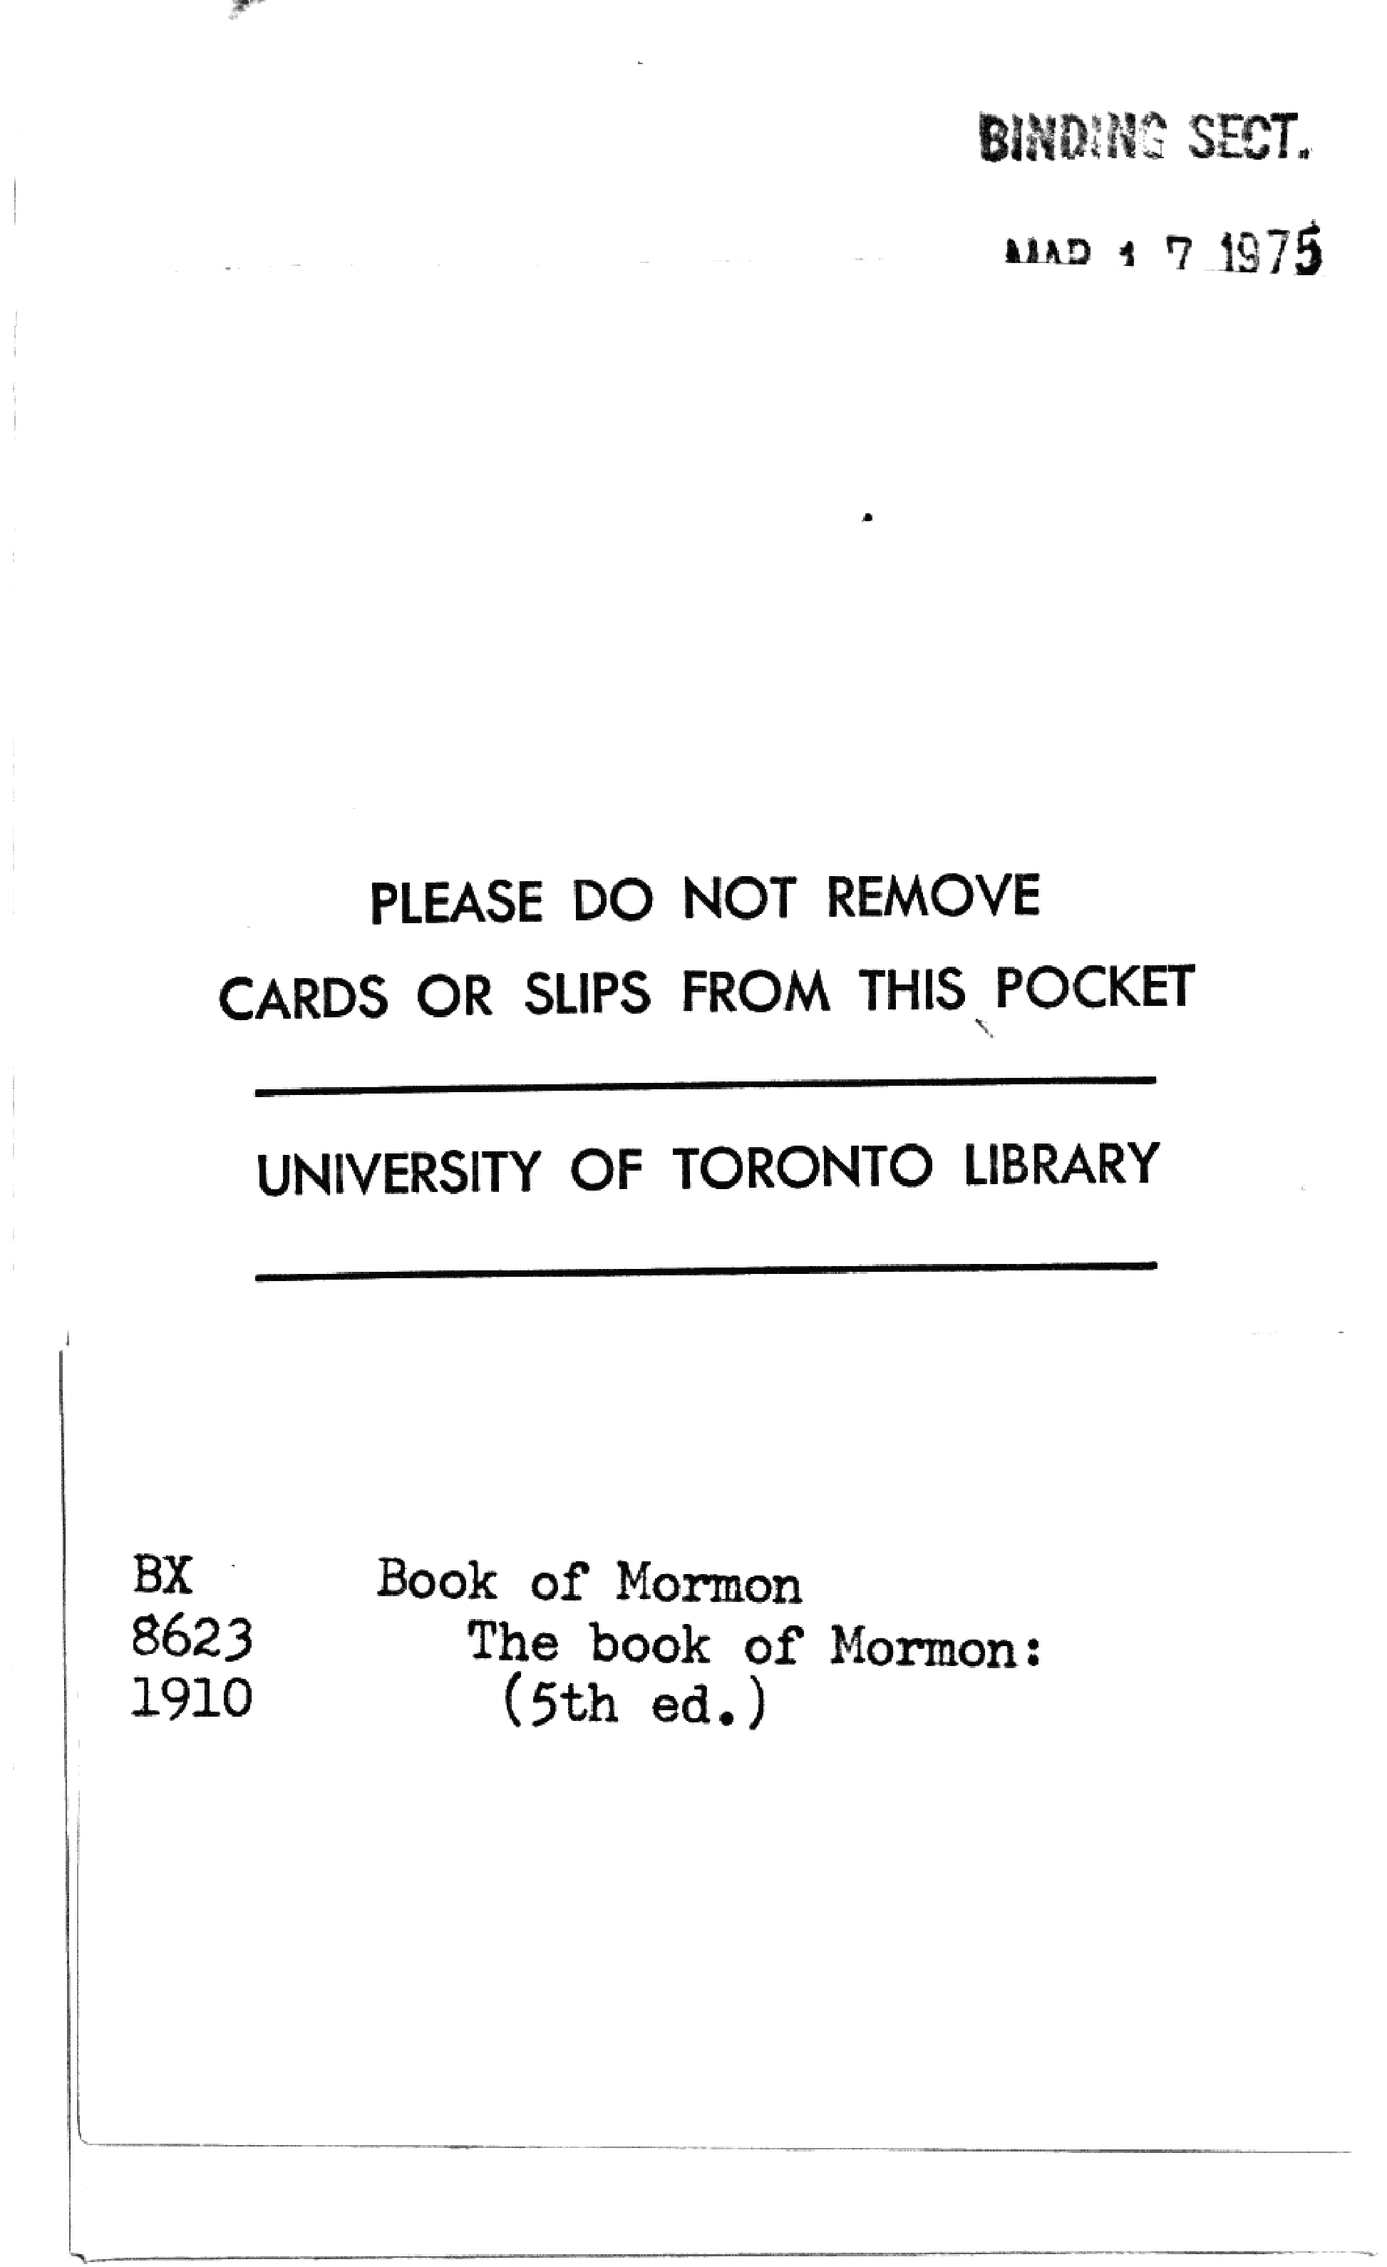 BINDING SECT.
MAR 17 1975
PLEASE DO NOT REMOVE
CARDS OR SLIPS FROM THIS POCKET
UNIVERSITY OF TORONTO LIBRARY
BX Book of Mormon
8623 The book of Mormon:
1910 (5th ed.)